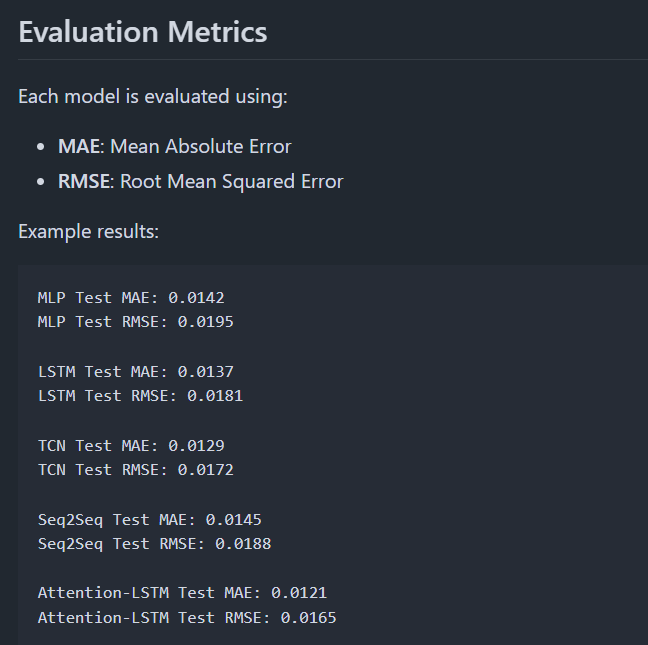 Evaluation Metrics
Each model is evaluated using:
• MAE: Mean Absolute Error
• RMSE: Root Mean Squared Error
Example results:
MLP Test MAE: 0.0142
MLP Test RMSE: 0.0195
LSTM Test MAE: 0.0137
LSTM Test RMSE: 0.0181
TCN Test MAE: 0.0129
TCN Test RMSE: 0.0172
Seq2Seq Test MAE: 0.0145
Seq2Seq Test RMSE: 0.0188
Attention-LSTM Test MAE: 0.0121
Attention-LSTM Test RMSE: 0.0165